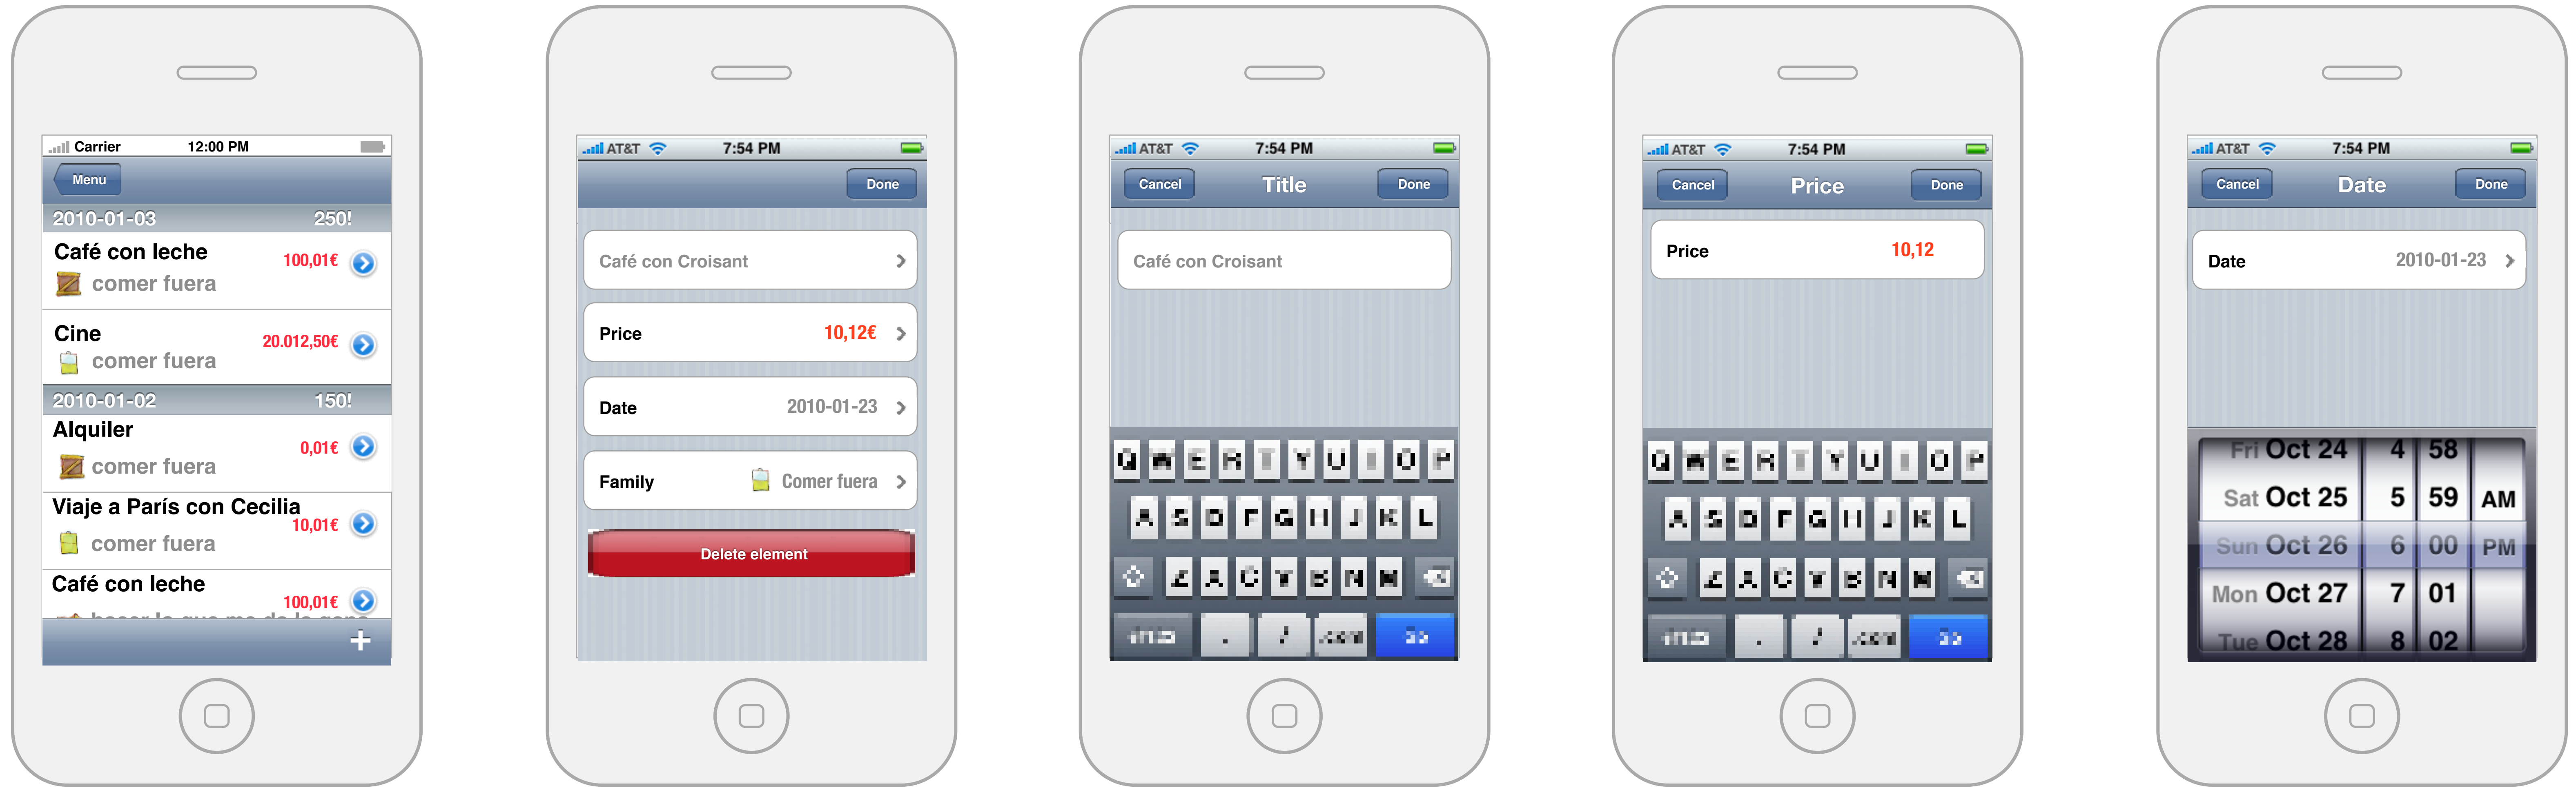 Carrier 12:00 PM
Menu
2010-01-03 250!
Café con leche
100,01€
comer fuera
Cine
20.012,50€
comer fuera
2010-01-02 150!
Alquiler
0,01€
comer fuera
Viaje a París con Cecilia
10,01€
comer fuera
Café con leche
100,01€
+
AT&T 7:54 PM
Done
Café con Croisant
Price 10,12€
Date 2010-01-23
Family Comer fuera
Delete element
AT&T 7:54 PM
Cancel Title Done
Café con Croisant
Q W E R T Y U I O P
A S D F G H J K L
Z X C V B N M
. / .com
AT&T 7:54 PM
Cancel Price Done
Price 10,12
Q W E R T Y U I O P
A S D F G H J K L
Z X C V B N M
. / .com
AT&T 7:54 PM
Cancel Date Done
Date 2010-01-23
Fri Oct 24 4 58
Sat Oct 25 5 59 AM
Sun Oct 26 6 00 PM
Mon Oct 27 7 01
Tue Oct 28 8 02